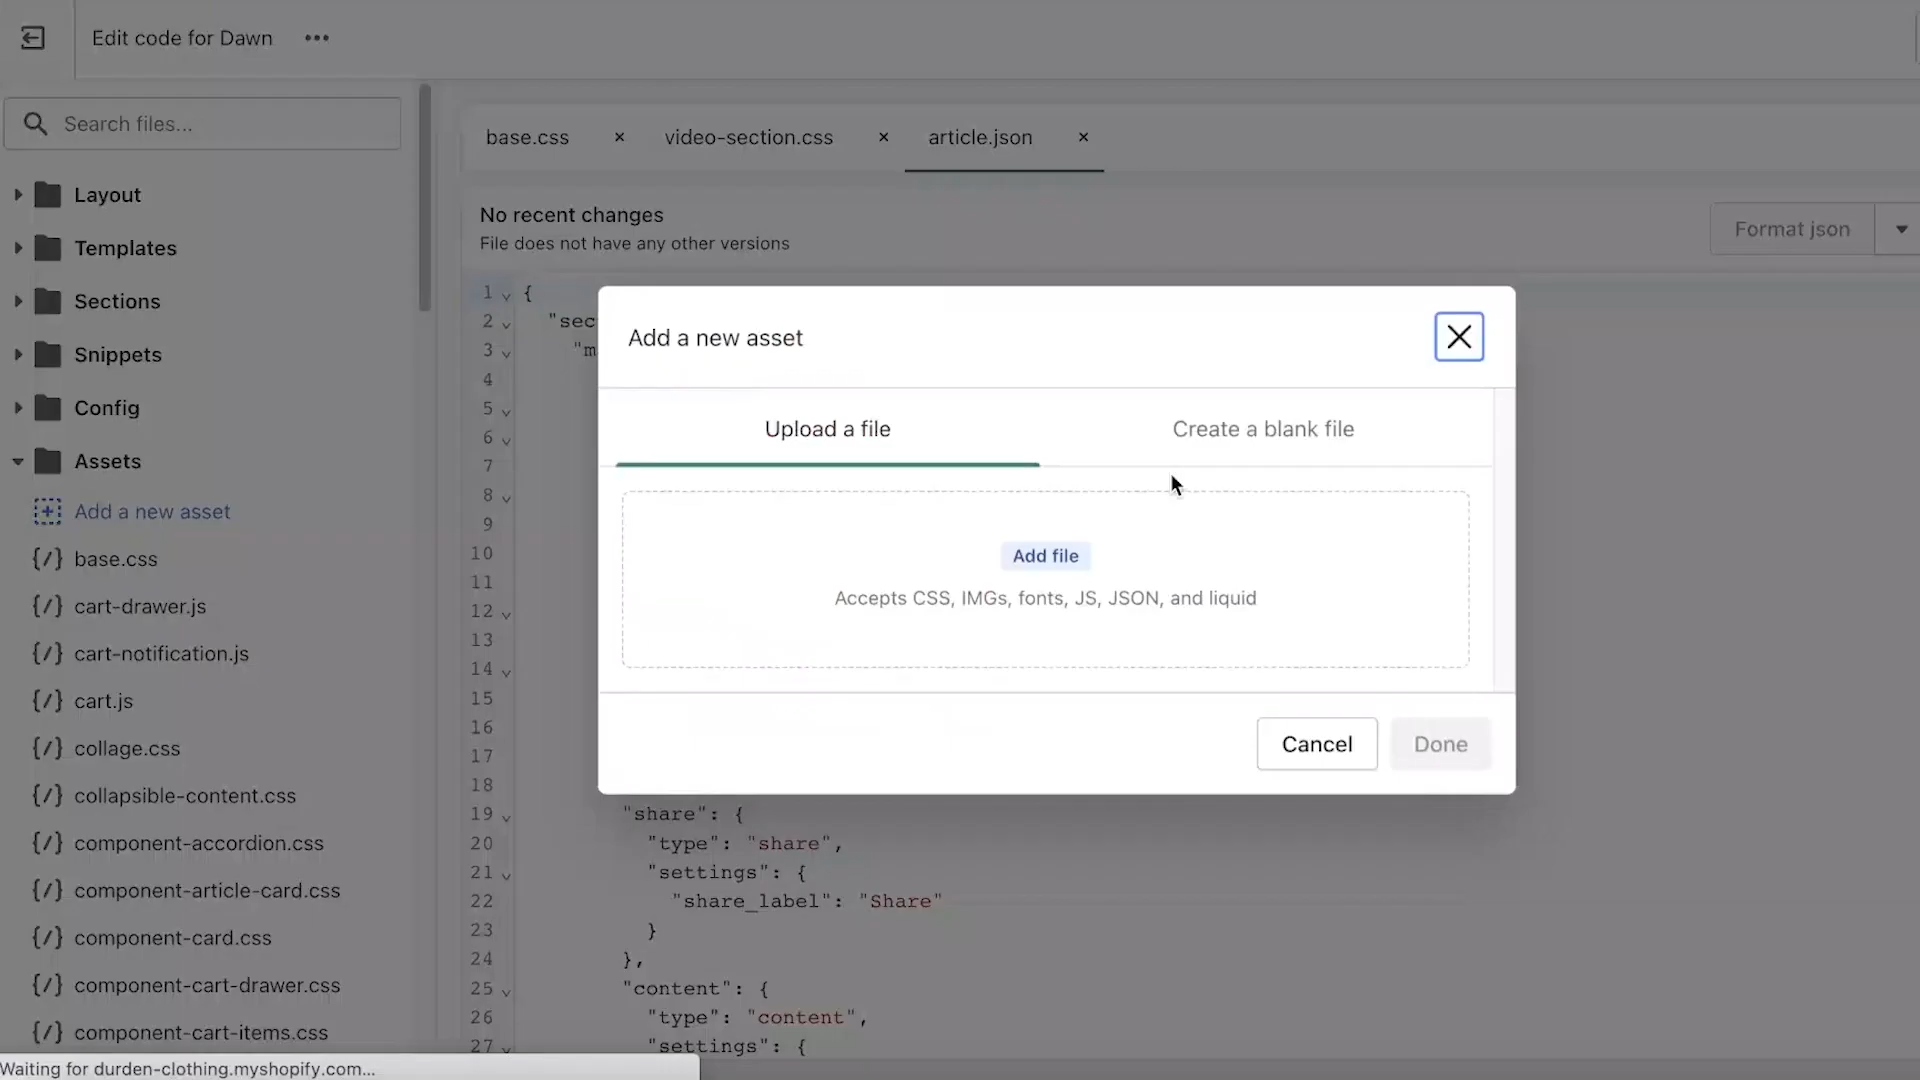 Edit code for Dawn
Search files...
Layout
Templates
Sections
Snippets
Config
Assets
Add a new asset
{/} base.css
{/} cart-drawer.js
{/} cart-notification.js
{/} cart.js
{/} collage.css
{/} collapsible-content.css
{/} component-accordion.css
{/} component-article-card.css
{/} component-card.css
{/} component-cart-drawer.css
{/} component-cart-items.css
Waiting for durden-clothing.myshopify.com...
base.css × video-section.css × article.json ×
No recent changes
File does not have any other versions
Format json
1 {
2 "sec
3 "m
4
5
6
7
8
9
10
11
12
13
14
15
16
17
18
19 "share": {
20 "type": "share",
21 "settings": {
22 "share_label": "Share"
23 }
24 },
25 "content": {
26 "type": "content",
27 "settings": {
Add a new asset
Upload a file Create a blank file
Add file
Accepts CSS, IMGs, fonts, JS, JSON, and liquid
Cancel Done